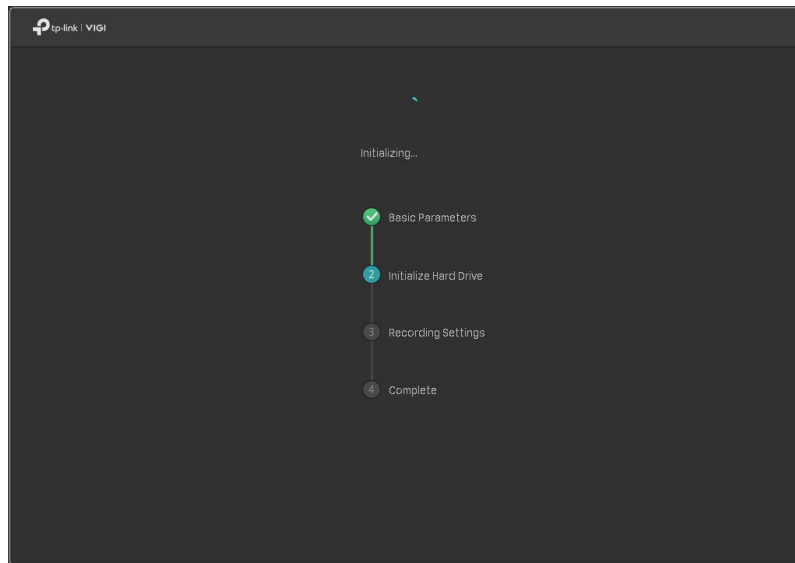 tp-link | VIGI
Initializing...
Basic Parameters
2 Initialize Hard Drive
3 Recording Settings
4 Complete